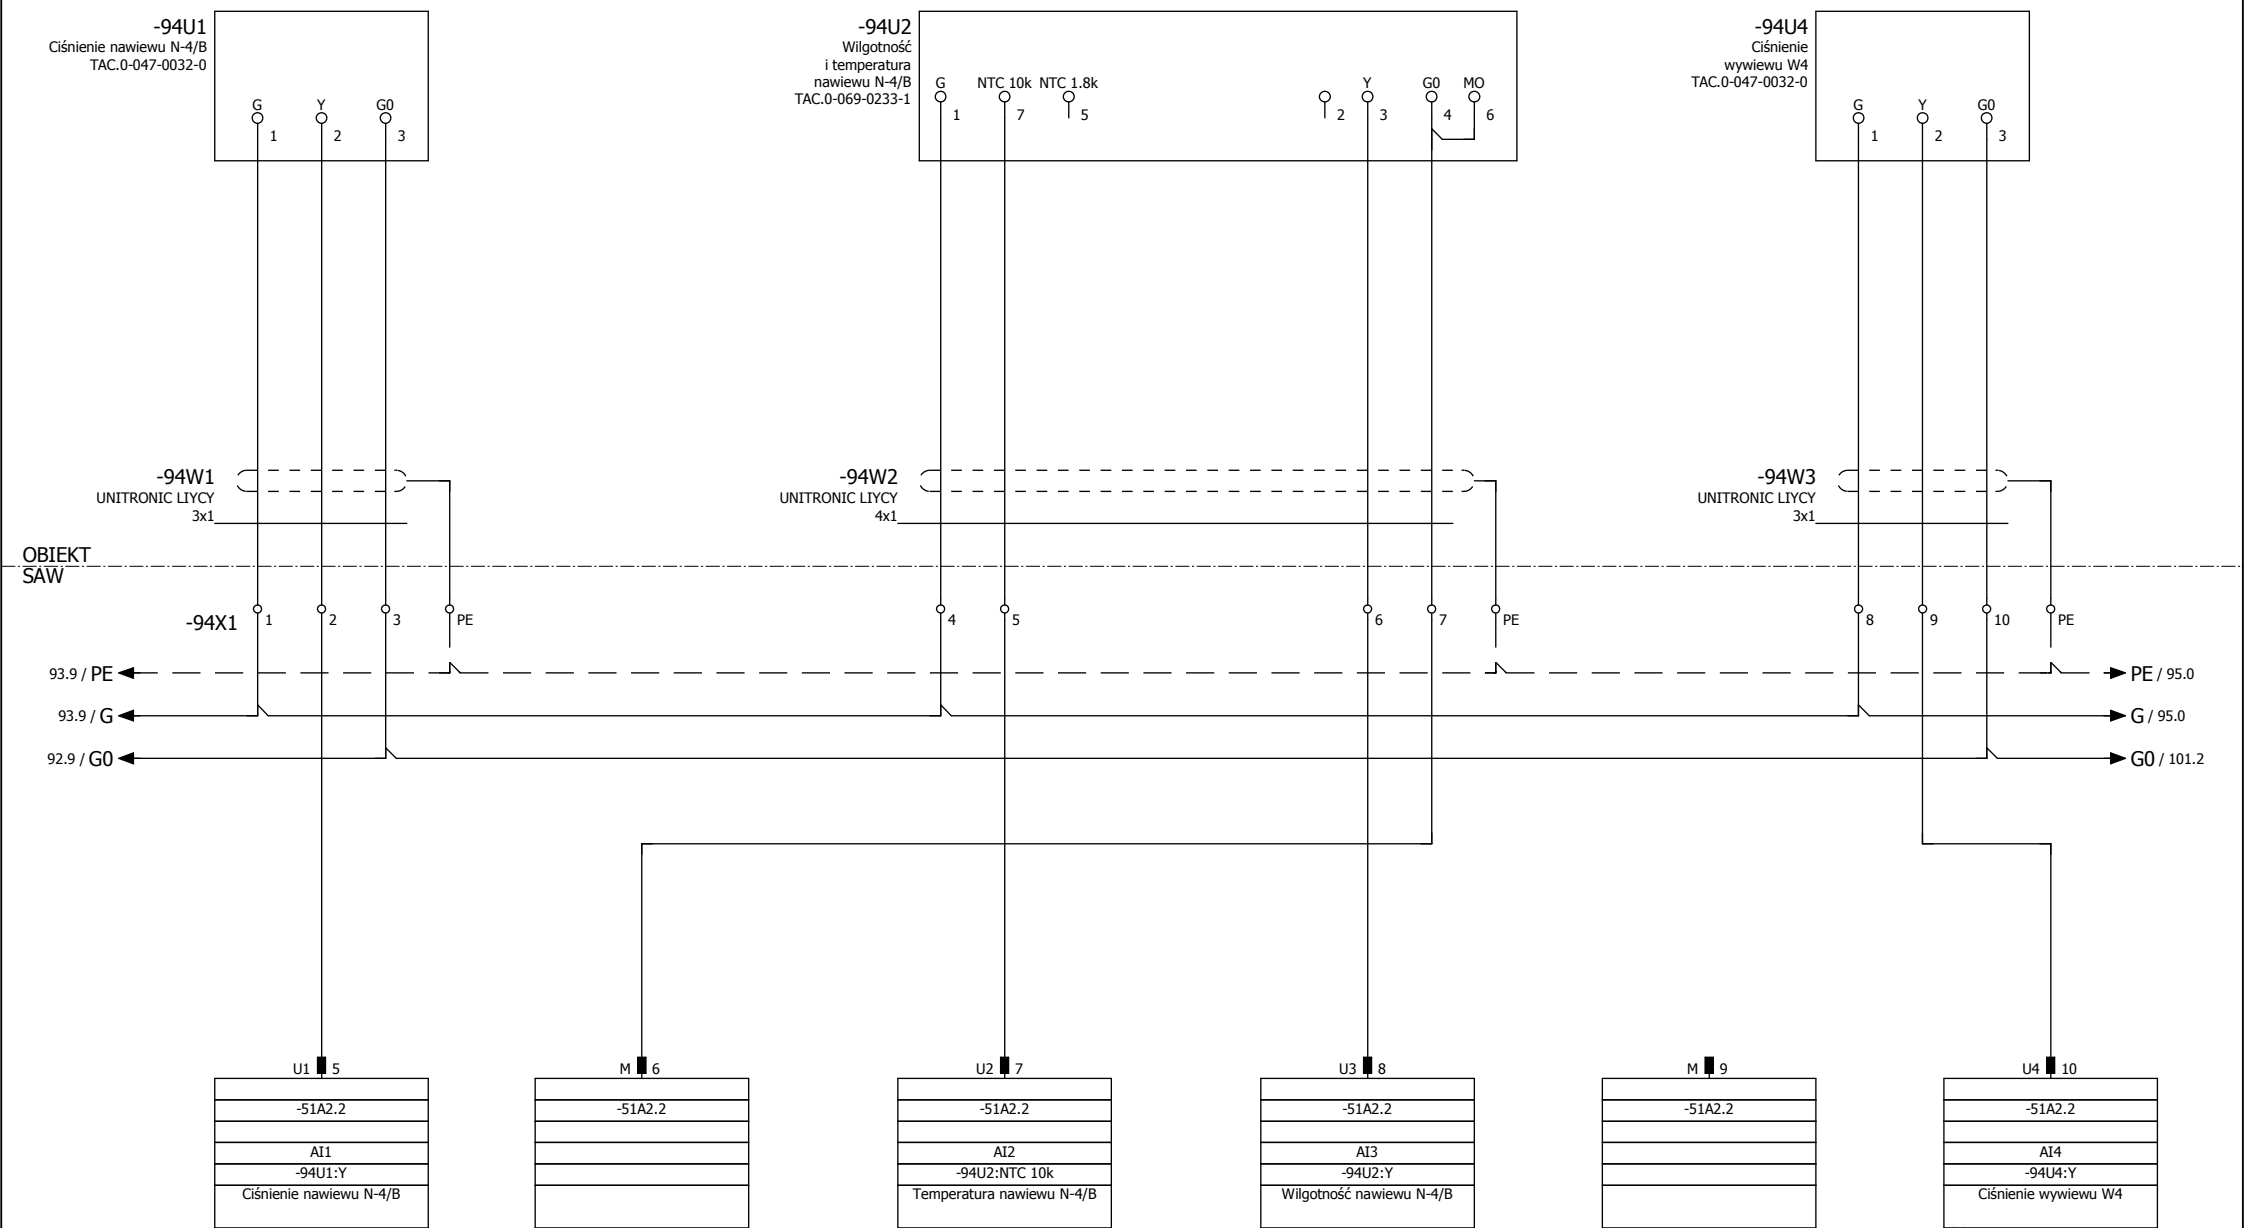 -94U1
Ciśnienie nawiewu N-4/B
TAC.0-047-0032-0
G
Y
G0
1
2
3
-94U2
Wilgotność
i temperatura
nawiewu N-4/B
TAC.0-069-0233-1
G
NTC 10k
NTC 1.8k
Y
G0
MO
1
7
5
2
3
4
6
-94U4
Ciśnienie
wywiewu W4
TAC.0-047-0032-0
G
Y
G0
1
2
3
-94W1
UNITRONIC LIYCY
3x1
-94W2
UNITRONIC LIYCY
4x1
-94W3
UNITRONIC LIYCY
3x1
OBIEKT
SAW
-94X1
1
2
3
PE
4
5
6
7
PE
8
9
10
PE
93.9 / PE
PE / 95.0
93.9 / G
G / 95.0
92.9 / G0
G0 / 101.2
U1 5
-51A2.2
AI1
-94U1:Y
Ciśnienie nawiewu N-4/B
M 6
-51A2.2
U2 7
-51A2.2
AI2
-94U2:NTC 10k
Temperatura nawiewu N-4/B
U3 8
-51A2.2
AI3
-94U2:Y
Wilgotność nawiewu N-4/B
M 9
-51A2.2
U4 10
-51A2.2
AI4
-94U4:Y
Ciśnienie wywiewu W4